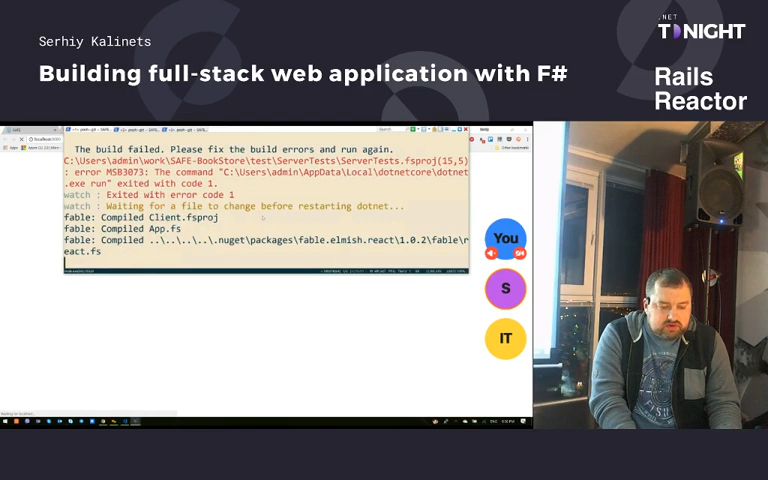 Serhiy Kalinets
Building full-stack web application with F#
.NET
TONIGHT
Rails
Reactor
The build failed. Please fix the build errors and run again.
C:\Users\admin\work\SAFE-BookStore\test\ServerTests\ServerTests.fsproj(15,5)
: error MSB3073: The command "C:\Users\admin\AppData\Local\dotnetcore\dotnet
.exe run" exited with code 1.
watch : Exited with error code 1
watch : Waiting for a file to change before restarting dotnet...
fable: Compiled Client.fsproj
fable: Compiled App.fs
fable: Compiled ..\..\..\..\.nuget\packages\fable.elmish.react\1.0.2\fable\r
eact.fs
You
S
IT